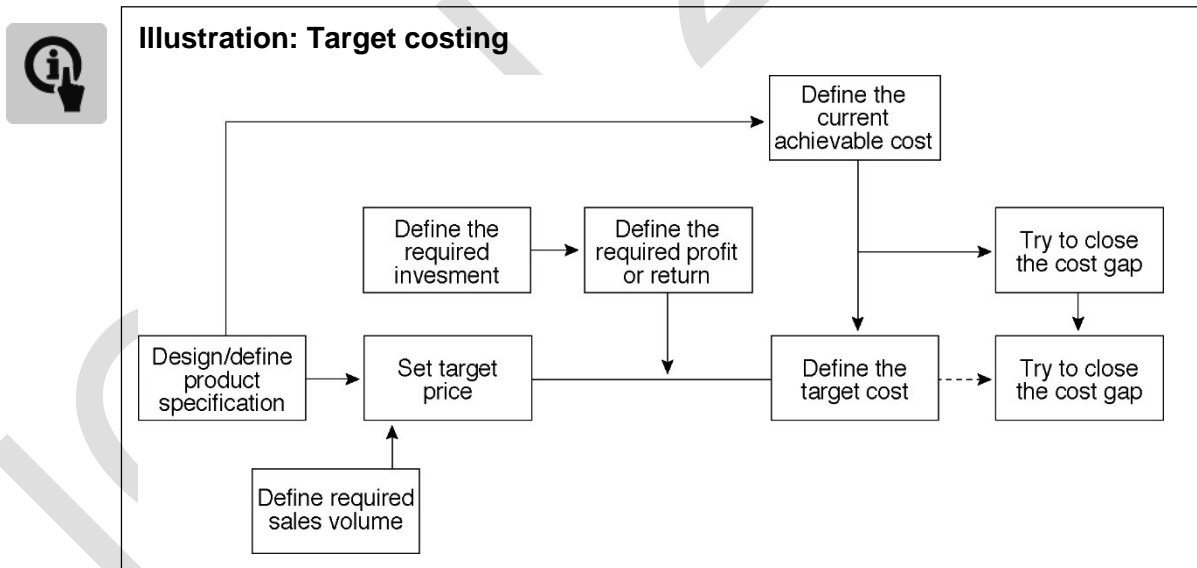 Illustration: Target costing
Define the
current
achievable cost
Define the
required
invesment
Define the
required profit
or return
Try to close
the cost gap
Design/define
product
specification
Set target
price
Define the
target cost
Try to close
the cost gap
Define required
sales volume